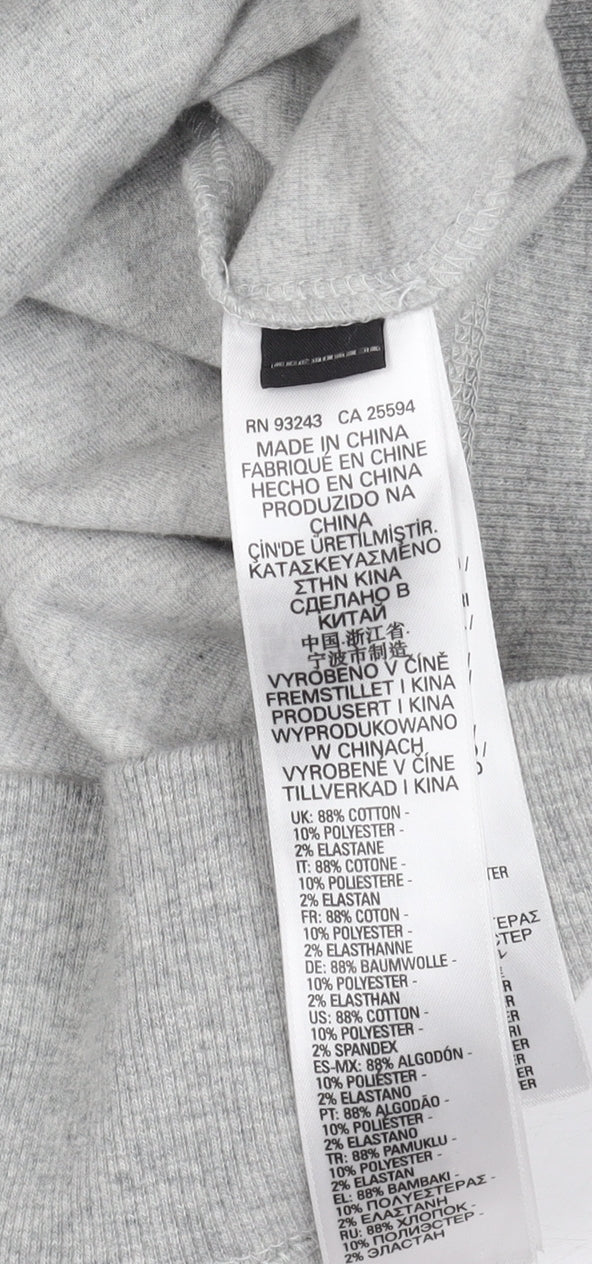 RN 93243 CA 25594
MADE IN CHINA
FABRIQUÉ EN CHINE
HECHO EN CHINA
PRODUZIDO NA
CHINA
ÇİN'DE ÜRETİLMİŞTİR.
ΚΑΤΑΣΚΕΥΑΣΜΕΝΟ
ΣΤΗΝ ΚΙΝΑ
СДЕЛАНО В
КИТАЙ
中国.浙江省.
宁波市制造
VYROBENO V ČÍNĚ
FREMSTILLET I KINA
PRODUSERT I KINA
WYPRODUKOWANO
W CHINACH
VYROBENÉ V ČÍNE
TILLVERKAD I KINA
UK: 88% COTTON -
10% POLYESTER -
2% ELASTANE
IT: 88% COTONE -
10% POLIESTERE -
2% ELASTAN
FR: 88% COTON -
10% POLYESTER -
2% ELASTHANNE
DE: 88% BAUMWOLLE -
10% POLYESTER -
2% ELASTHAN
US: 88% COTTON -
10% POLYESTER -
2% SPANDEX
ES-MX: 88% ALGODÓN -
10% POLIÉSTER -
2% ELASTANO
PT: 88% ALGODÃO -
10% POLIÉSTER -
2% ELASTANO
TR: 88% PAMUKLU -
10% POLYESTER -
2% ELASTAN
EL: 88% BAMBAKI -
10% ΠΟΛΥΕΣΤΕΡΑΣ -
2% ΕΛΑΣΤΑΝΗ
RU: 88% ХЛОПОК -
10% ПОЛИЭСТЕР -
2% ЭЛАСТАН